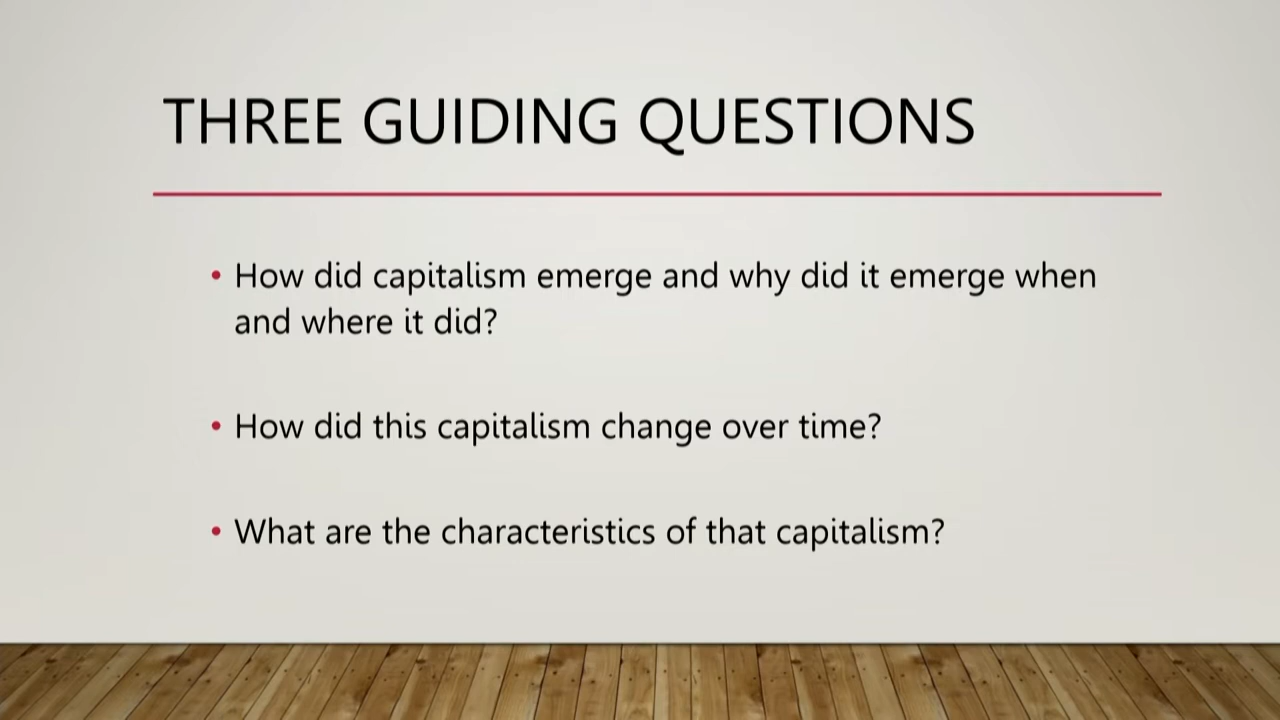 THREE GUIDING QUESTIONS
• How did capitalism emerge and why did it emerge when
and where it did?
• How did this capitalism change over time?
• What are the characteristics of that capitalism?